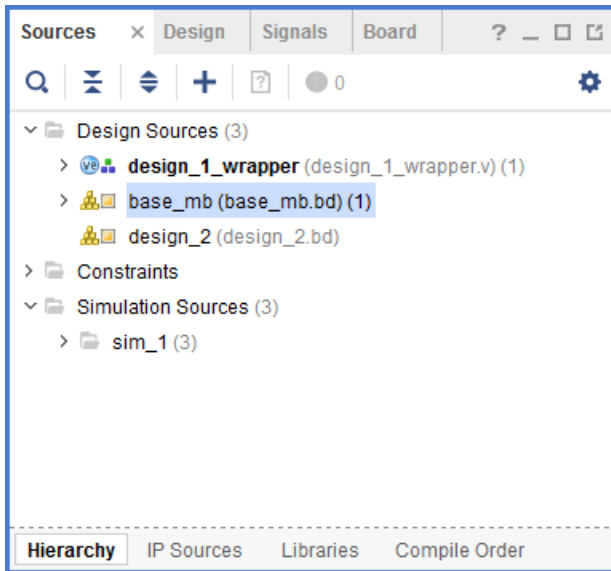 Sources × Design Signals Board ? _
0
Design Sources (3)
design_1_wrapper (design_1_wrapper.v) (1)
base_mb (base_mb.bd) (1)
design_2 (design_2.bd)
Constraints
Simulation Sources (3)
sim_1 (3)
Hierarchy IP Sources Libraries Compile Order